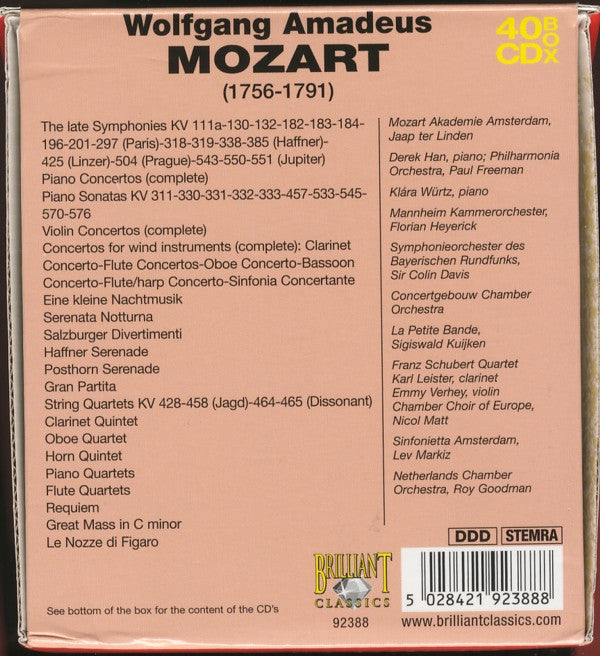 Wolfgang Amadeus
MOZART
(1756-1791)
40 BOX
CD
The late Symphonies KV 111a-130-132-182-183-184-
196-201-297 (Paris)-318-319-338-385 (Haffner)-
425 (Linzer)-504 (Prague)-543-550-551 (Jupiter)
Piano Concertos (complete)
Piano Sonatas KV 311-330-331-332-333-457-533-545-
570-576
Violin Concertos (complete)
Concertos for wind instruments (complete): Clarinet
Concerto-Flute Concertos-Oboe Concerto-Bassoon
Concerto-Flute/harp Concerto-Sinfonia Concertante
Eine kleine Nachtmusik
Serenata Notturna
Salzburger Divertimenti
Haffner Serenade
Posthorn Serenade
Gran Partita
String Quartets KV 428-458 (Jagd)-464-465 (Dissonant)
Clarinet Quintet
Oboe Quartet
Horn Quintet
Piano Quartets
Flute Quartets
Requiem
Great Mass in C minor
Le Nozze di Figaro
Mozart Akademie Amsterdam,
Jaap ter Linden
Derek Han, piano; Philharmonia
Orchestra, Paul Freeman
Klára Würtz, piano
Mannheim Kammerorchester,
Florian Heyerick
Symphonieorchester des
Bayerischen Rundfunks,
Sir Colin Davis
Concertgebouw Chamber
Orchestra
La Petite Bande,
Sigiswald Kuijken
Franz Schubert Quartet
Karl Leister, clarinet
Emmy Verhey, violin
Chamber Choir of Europe,
Nicol Matt
Sinfonietta Amsterdam,
Lev Markiz
Netherlands Chamber
Orchestra, Roy Goodman
DDD STEMRA
BRILLIANT
CLASSICS
5 028421 923888
See bottom of the box for the content of the CD's
92388
www.brilliantclassics.com